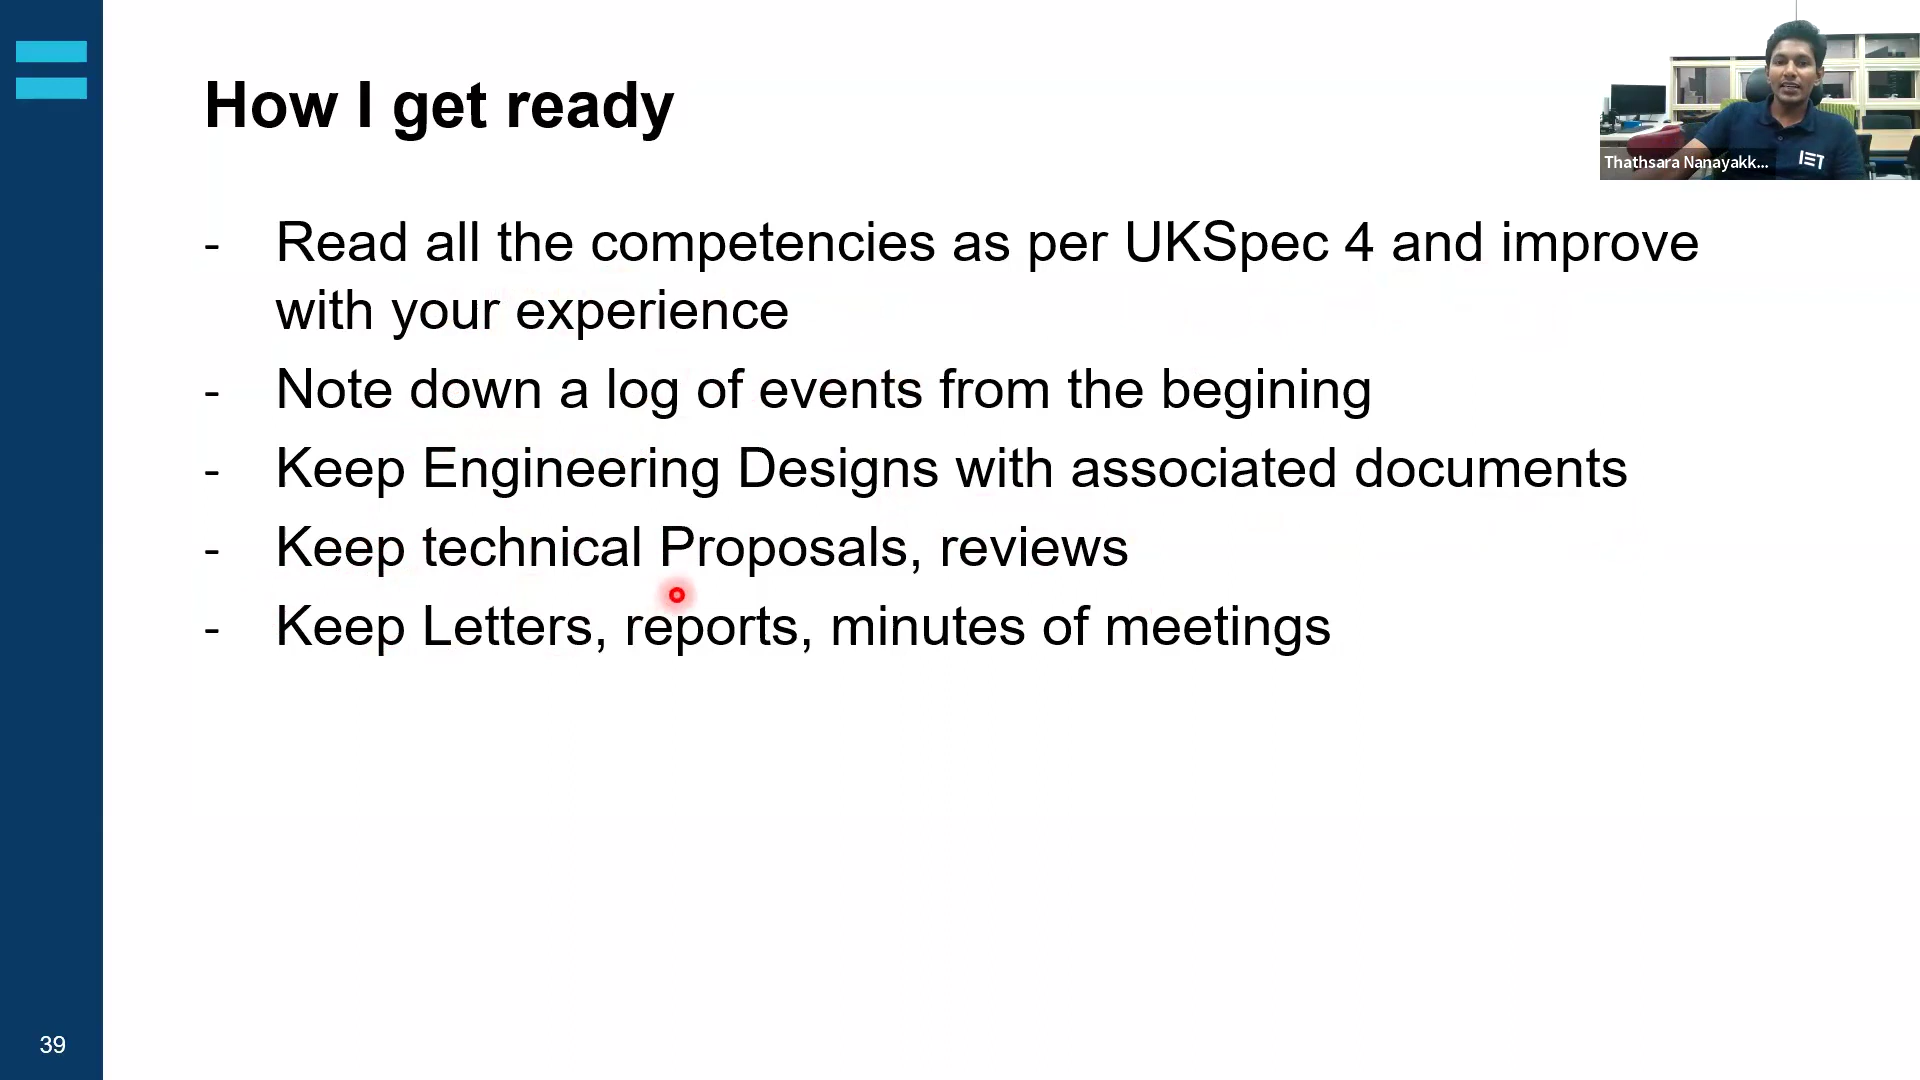 How I get ready
Thathsara Nanayakk...
IET
- Read all the competencies as per UKSpec 4 and improve
with your experience
- Note down a log of events from the begining
- Keep Engineering Designs with associated documents
- Keep technical Proposals, reviews
- Keep Letters, reports, minutes of meetings
39